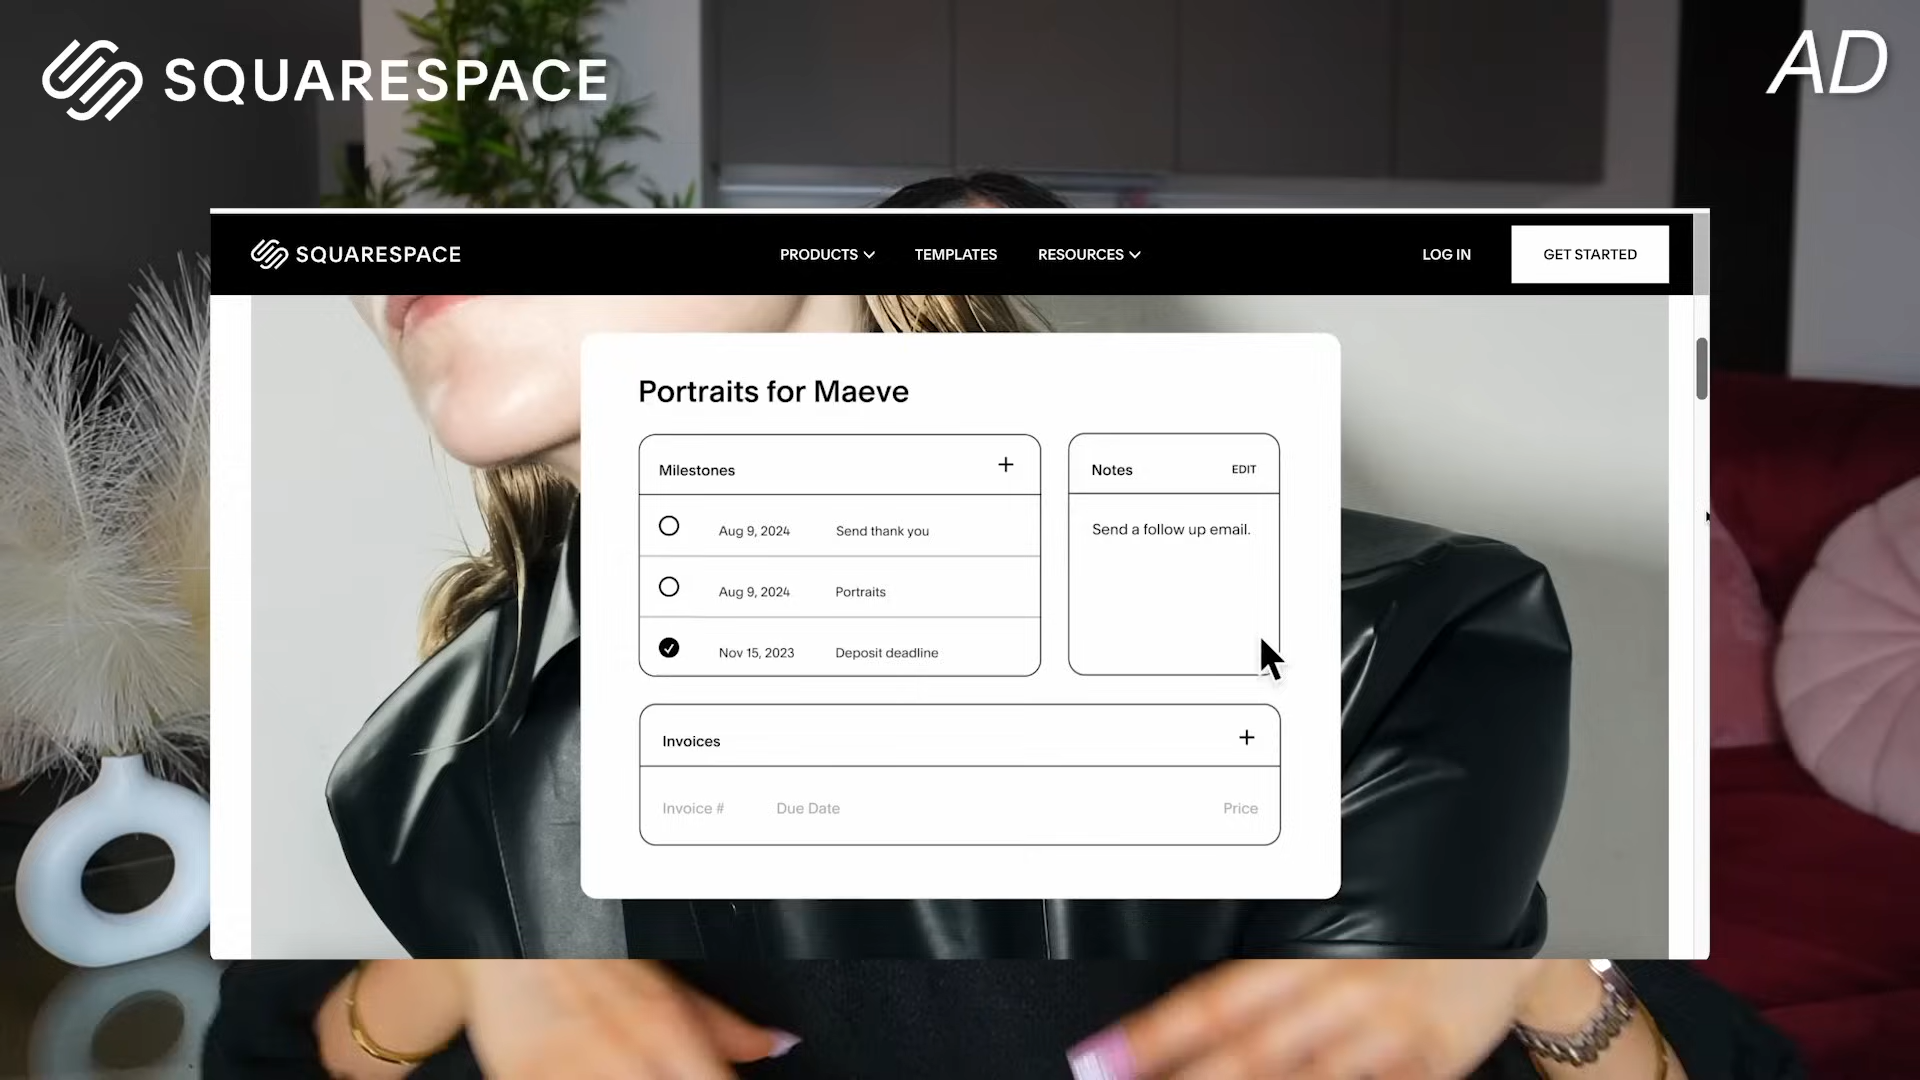 SQUARESPACE
AD
SQUARESPACE PRODUCTS TEMPLATES RESOURCES LOG IN GET STARTED
Portraits for Maeve
Milestones +
Aug 9, 2024 Send thank you
Aug 9, 2024 Portraits
Nov 15, 2023 Deposit deadline
Notes EDIT
Send a follow up email.
Invoices +
Invoice # Due Date Price